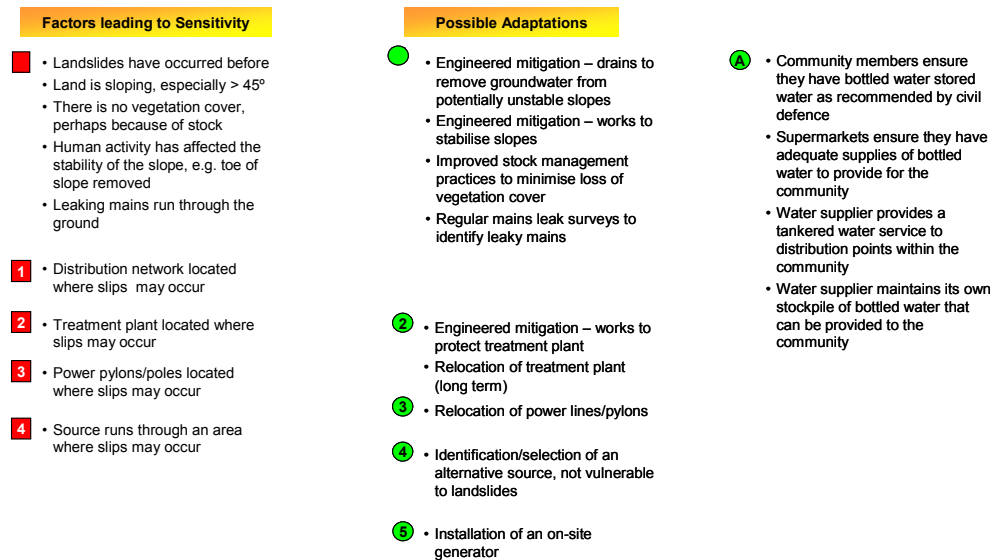 Factors leading to Sensitivity
• Landslides have occurred before
• Land is sloping, especially > 45º
• There is no vegetation cover,
perhaps because of stock
• Human activity has affected the
stability of the slope, e.g. toe of
slope removed
• Leaking mains run through the
ground
1 • Distribution network located
where slips may occur
2 • Treatment plant located where
slips may occur
3 • Power pylons/poles located
where slips may occur
4 • Source runs through an area
where slips may occur
Possible Adaptations
• Engineered mitigation – drains to
remove groundwater from
potentially unstable slopes
• Engineered mitigation – works to
stabilise slopes
• Improved stock management
practices to minimise loss of
vegetation cover
• Regular mains leak surveys to
identify leaky mains
2 • Engineered mitigation – works to
protect treatment plant
• Relocation of treatment plant
(long term)
3 • Relocation of power lines/pylons
4 • Identification/selection of an
alternative source, not vulnerable
to landslides
5 • Installation of an on-site
generator
A • Community members ensure
they have bottled water stored
water as recommended by civil
defence
• Supermarkets ensure they have
adequate supplies of bottled
water to provide for the
community
• Water supplier provides a
tankered water service to
distribution points within the
community
• Water supplier maintains its own
stockpile of bottled water that
can be provided to the
community